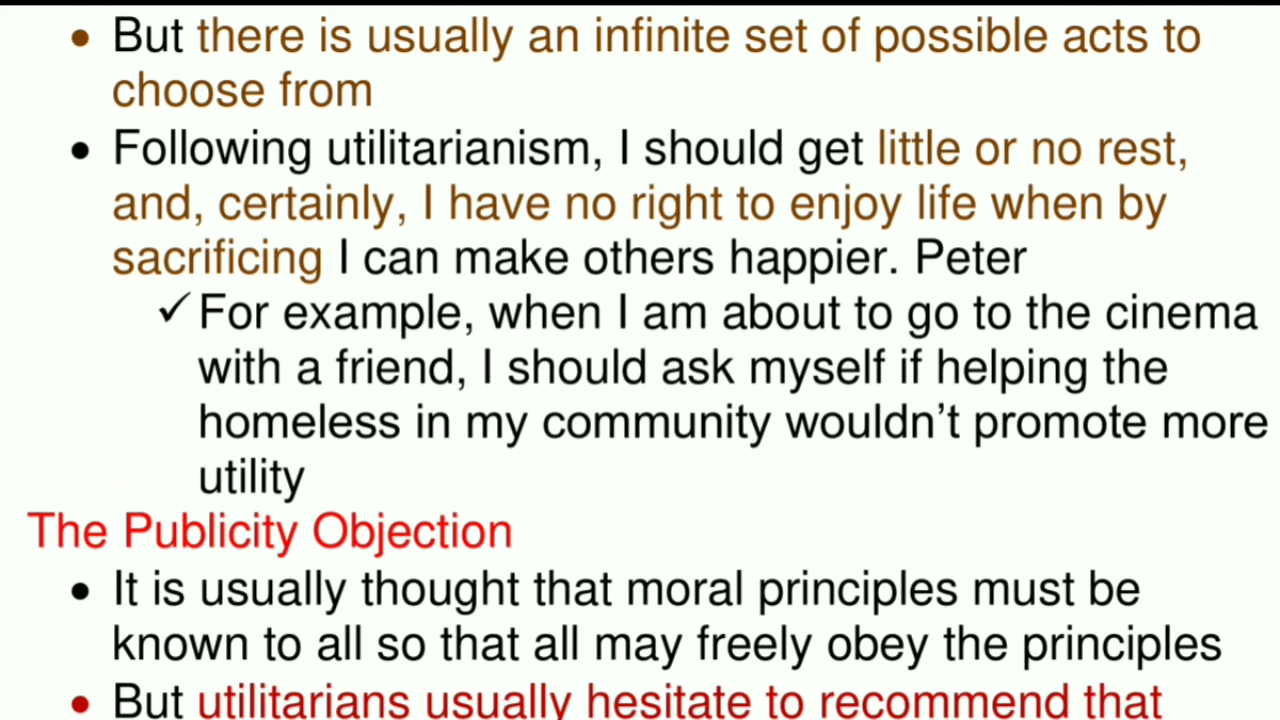 • But there is usually an infinite set of possible acts to
choose from
• Following utilitarianism, I should get little or no rest,
and, certainly, I have no right to enjoy life when by
sacrificing I can make others happier. Peter
✓For example, when I am about to go to the cinema
with a friend, I should ask myself if helping the
homeless in my community wouldn't promote more
utility
The Publicity Objection
• It is usually thought that moral principles must be
known to all so that all may freely obey the principles
• But utilitarians usually hesitate to recommend that